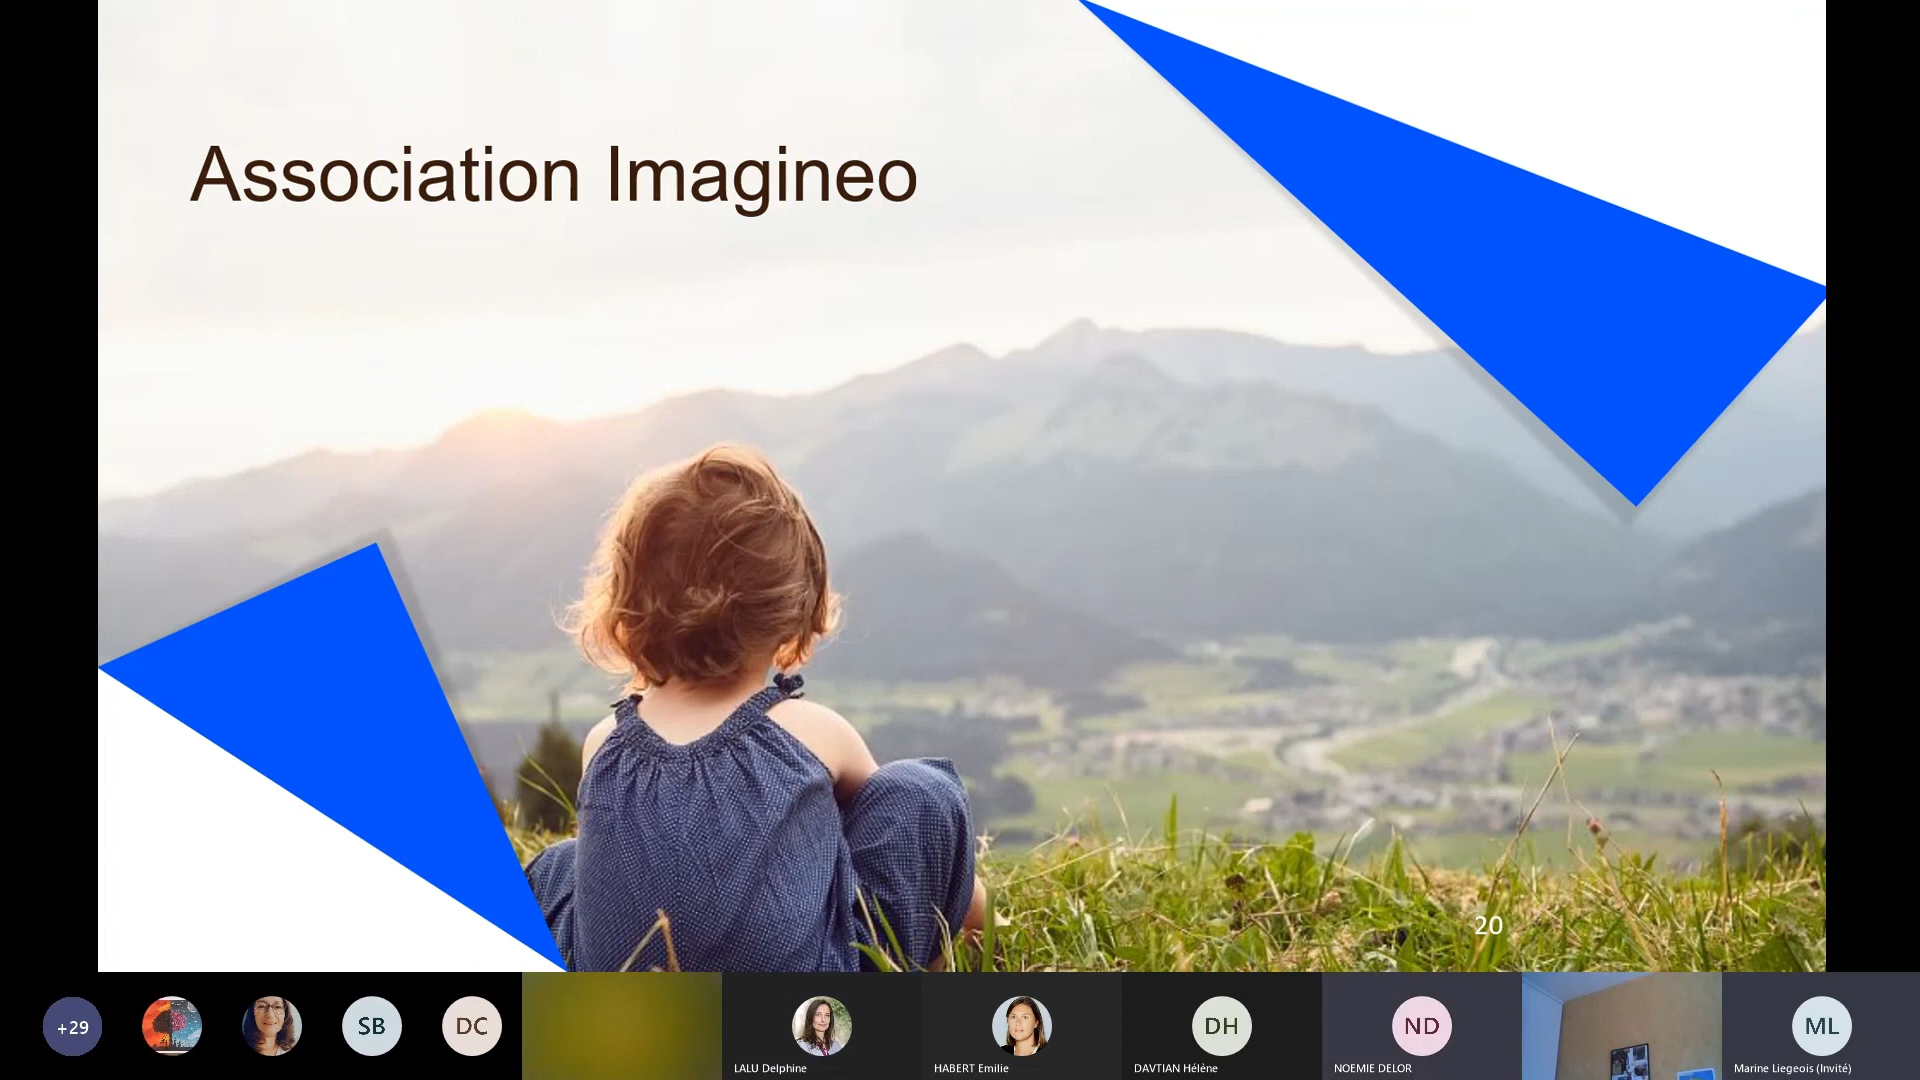 Association Imagineo
20
+29
SB
DC
LALU Delphine
HABERT Emilie
DH
DAVTIAN Hélène
ND
NOEMIE DELOR
ML
Marine Liegeois (Invité)